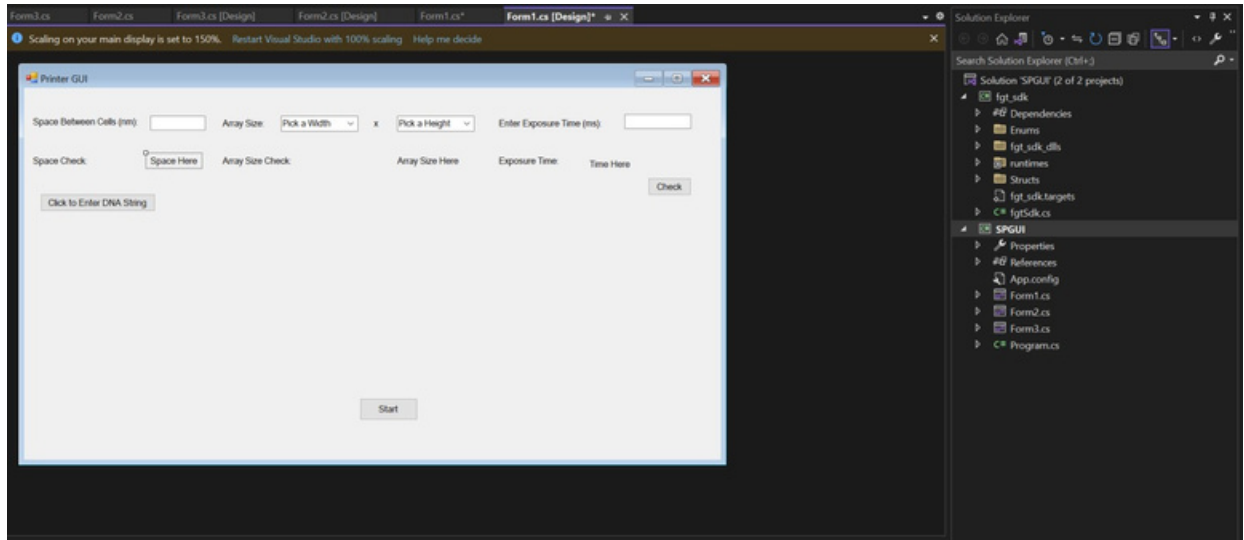 Form3.cs Form2.cs Form3.cs [Design] Form2.cs [Design] Form1.cs* Form1.cs [Design]*
Scaling on your main display is set to 150%. Restart Visual Studio with 100% scaling Help me decide
Printer GUI
Space Between Cells (nm): Array Size: Pick a Width x Pick a Height Enter Exposure Time (ms):
Space Check: Space Here Array Size Check: Array Size Here Exposure Time: Time Here
Check
Click to Enter DNA String
Start
Solution Explorer
Search Solution Explorer (Ctrl+;)
Solution 'SPGUI' (2 of 2 projects)
fgt_sdk
Dependencies
Enums
fgt_sdk_dlls
runtimes
Structs
fgt_sdk.targets
C# fgtSdk.cs
SPGUI
Properties
References
App.config
Form1.cs
Form2.cs
Form3.cs
C# Program.cs